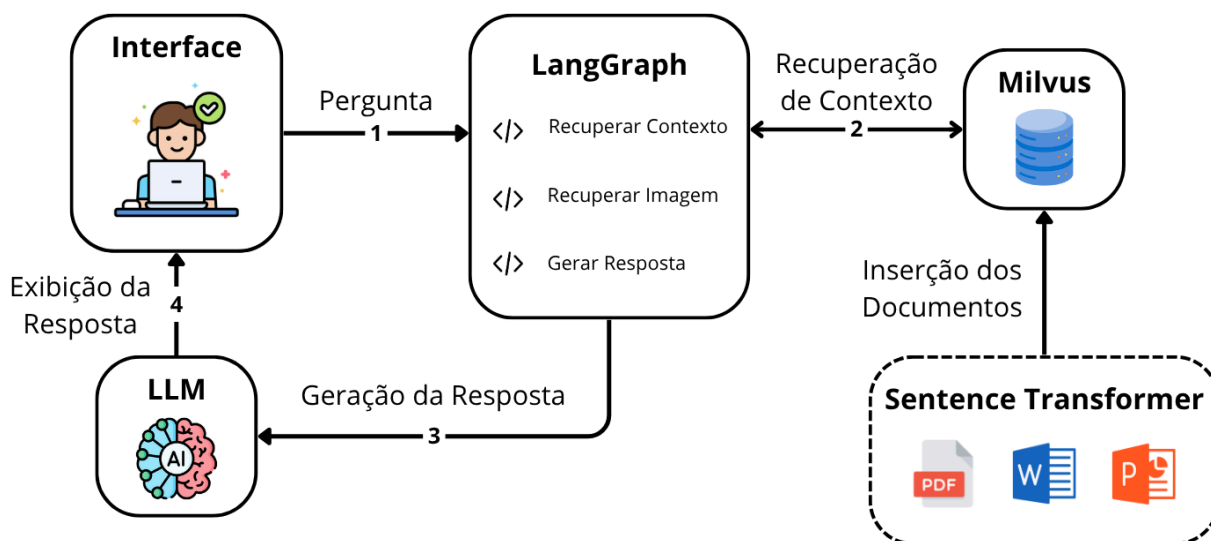 Interface
Pergunta
1
LangGraph
</> Recuperar Contexto
</> Recuperar Imagem
</> Gerar Resposta
Recuperação
de Contexto
2
Milvus
Inserção dos
Documentos
Sentence Transformer
PDF
W
P
Geração da Resposta
3
LLM
AI
Exibição da
Resposta
4